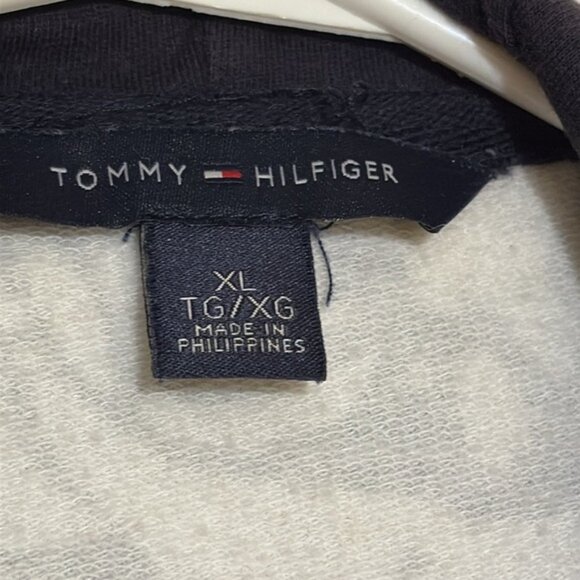 TOMMY HILFIGER
XL
TG/XG
MADE IN
PHILIPPINES